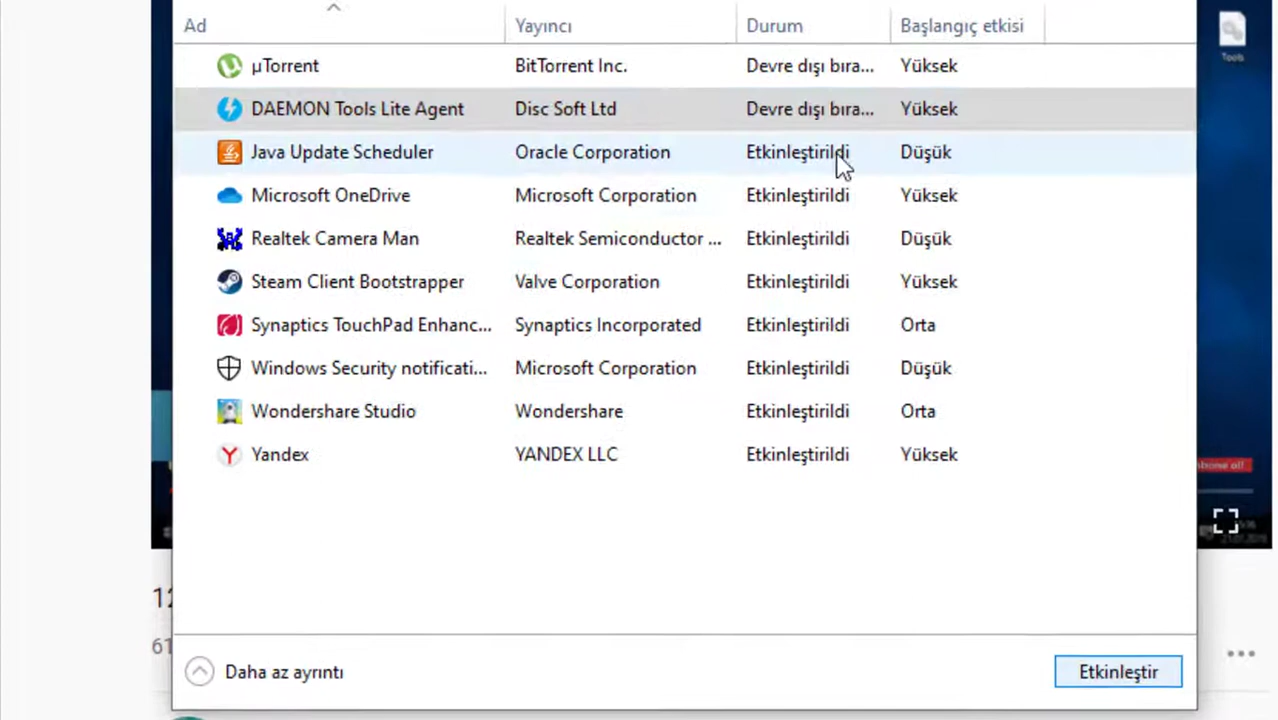 Ad Yayıncı Durum Başlangıç etkisi
µTorrent BitTorrent Inc. Devre dışı bıra... Yüksek
DAEMON Tools Lite Agent Disc Soft Ltd Devre dışı bıra... Yüksek
Java Update Scheduler Oracle Corporation Etkinleştirildi Düşük
Microsoft OneDrive Microsoft Corporation Etkinleştirildi Yüksek
Realtek Camera Man Realtek Semiconductor ... Etkinleştirildi Düşük
Steam Client Bootstrapper Valve Corporation Etkinleştirildi Yüksek
Synaptics TouchPad Enhanc... Synaptics Incorporated Etkinleştirildi Orta
Windows Security notificati... Microsoft Corporation Etkinleştirildi Düşük
Wondershare Studio Wondershare Etkinleştirildi Orta
Yandex YANDEX LLC Etkinleştirildi Yüksek
Daha az ayrıntı Etkinleştir
Tools